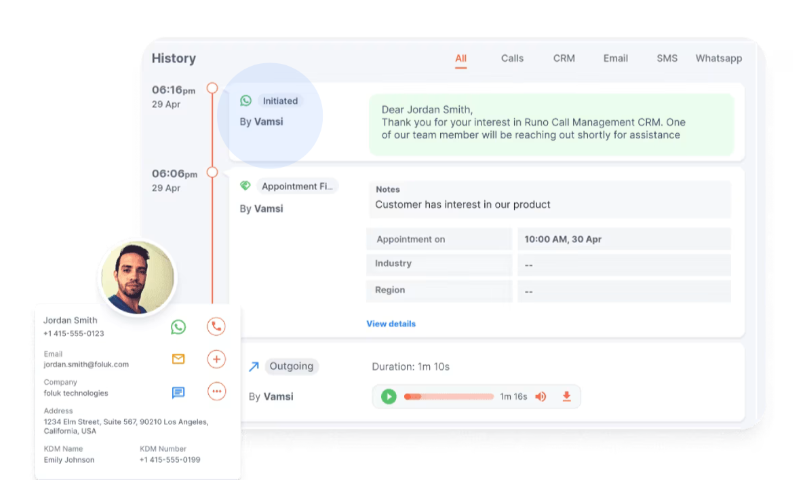 History
All Calls CRM Email SMS Whatsapp
06:16pm
29 Apr
Initiated
By Vamsi
Dear Jordan Smith,
Thank you for your interest in Runo Call Management CRM. One
of our team member will be reaching out shortly for assistance
06:06pm
29 Apr
Appointment Fi...
By Vamsi
Notes
Customer has interest in our product
Appointment on 10:00 AM, 30 Apr
Industry --
Region --
View details
Outgoing
By Vamsi
Duration: 1m 10s
1m 16s
Jordan Smith
+1 415-555-0123
Email
jordan.smith@foluk.com
Company
foluk technologies
Address
1234 Elm Street, Suite 567, 90210 Los Angeles,
California, USA
KDM Name KDM Number
Emily Johnson +1 415-555-0199